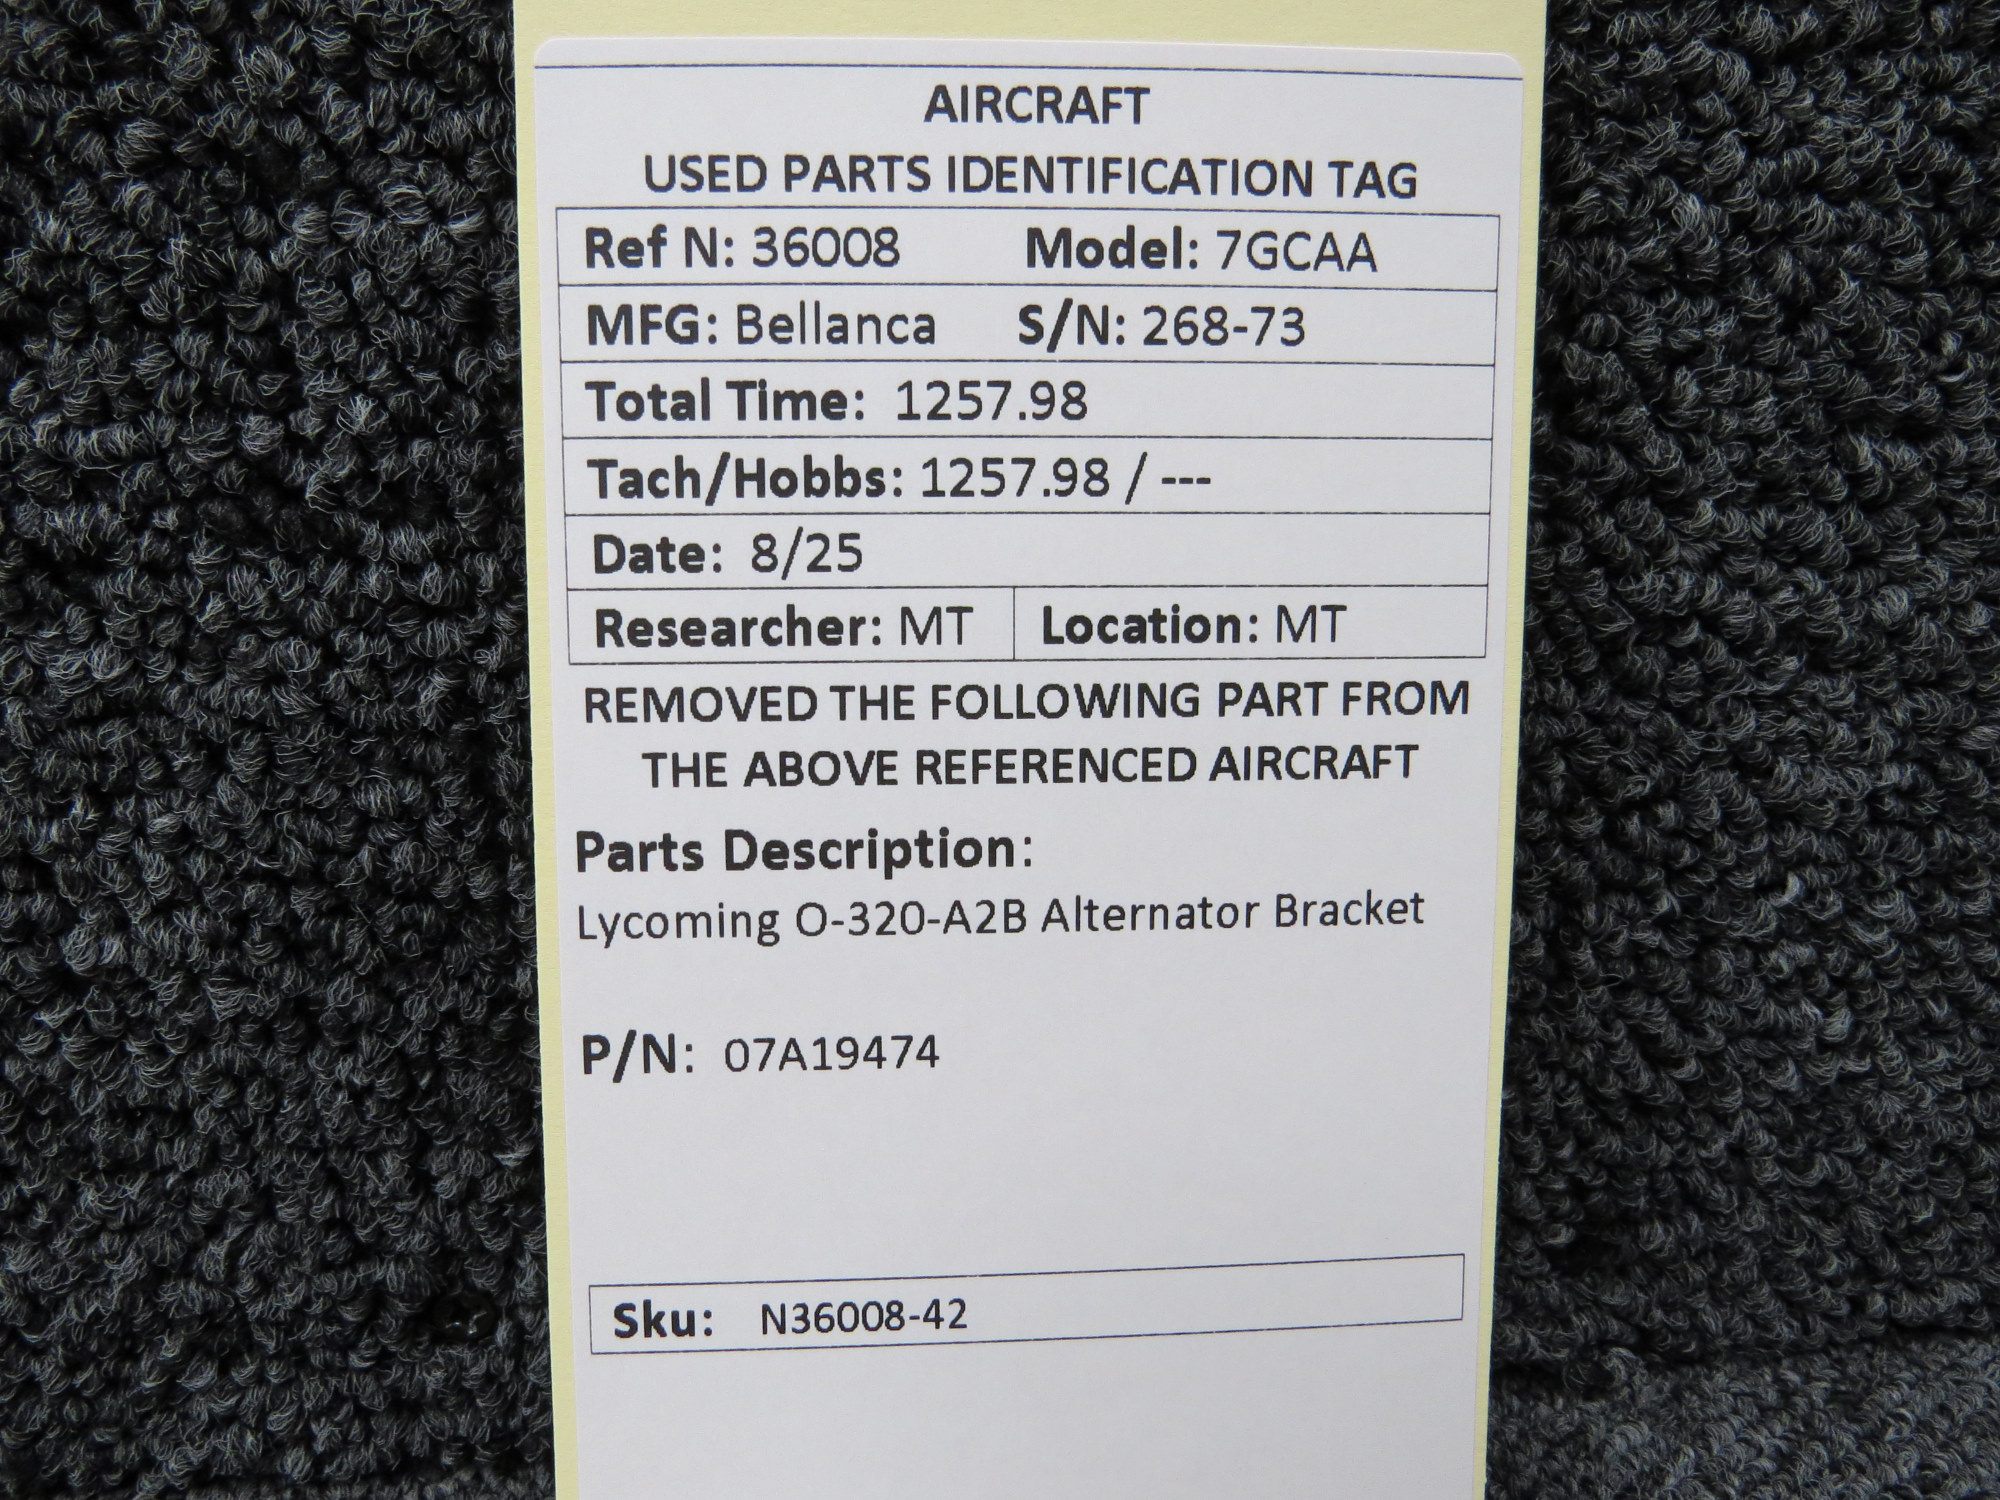 AIRCRAFT
USED PARTS IDENTIFICATION TAG
Ref N: 36008 Model: 7GCAA
MFG: Bellanca S/N: 268-73
Total Time: 1257.98
Tach/Hobbs: 1257.98 / ---
Date: 8/25
Researcher: MT Location: MT
REMOVED THE FOLLOWING PART FROM
THE ABOVE REFERENCED AIRCRAFT
Parts Description:
Lycoming O-320-A2B Alternator Bracket
P/N: 07A19474
Sku: N36008-42